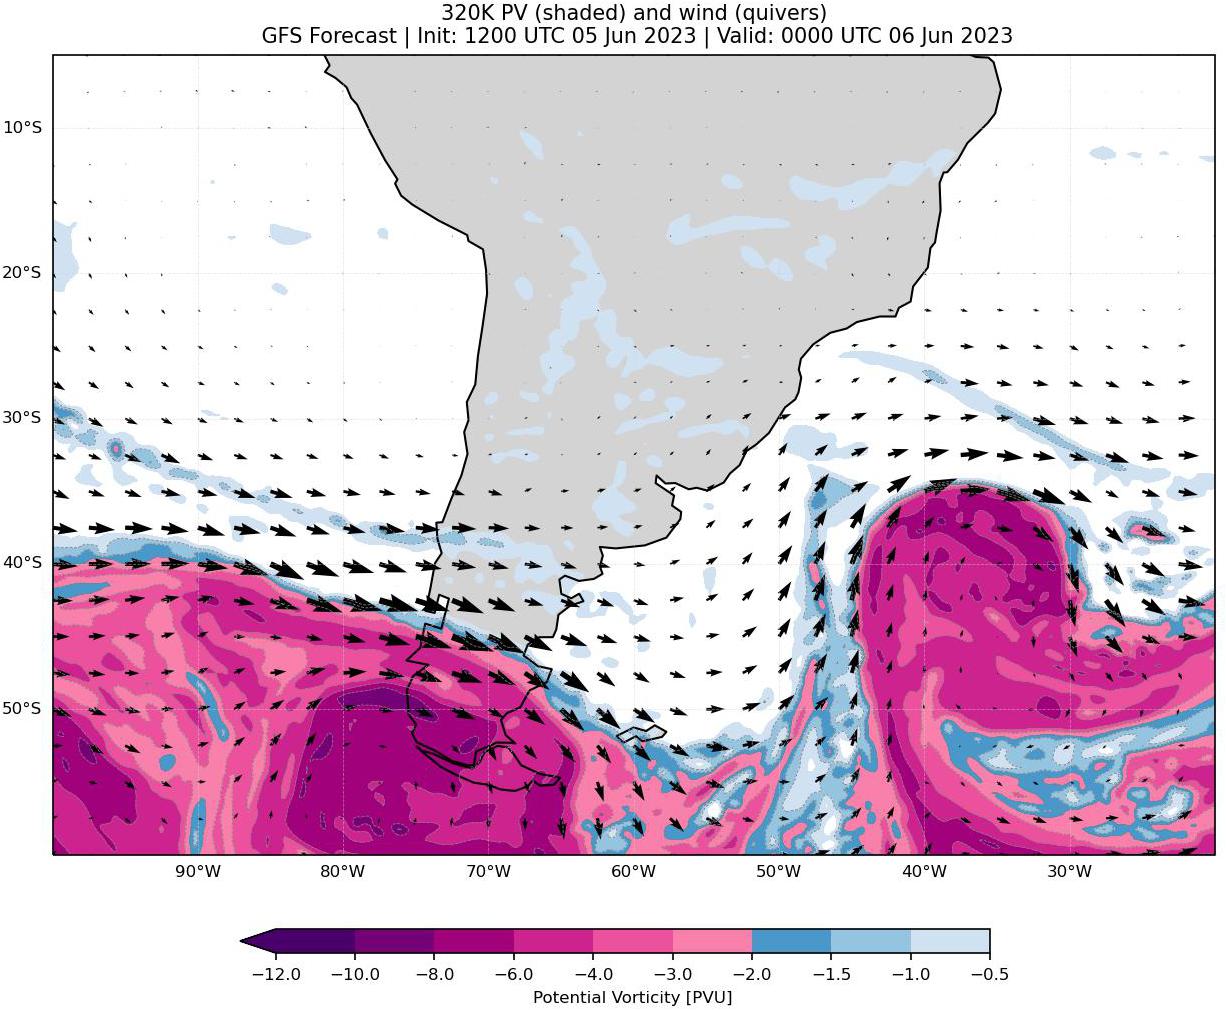 320K PV (shaded) and wind (quivers)
GFS Forecast | Init: 1200 UTC 05 Jun 2023 | Valid: 0000 UTC 06 Jun 2023
10°S
20°S
30°S
40°S
50°S
90°W 80°W 70°W 60°W 50°W 40°W 30°W
−12.0 −10.0 −8.0 −6.0 −4.0 −3.0 −2.0 −1.5 −1.0 −0.5
Potential Vorticity [PVU]